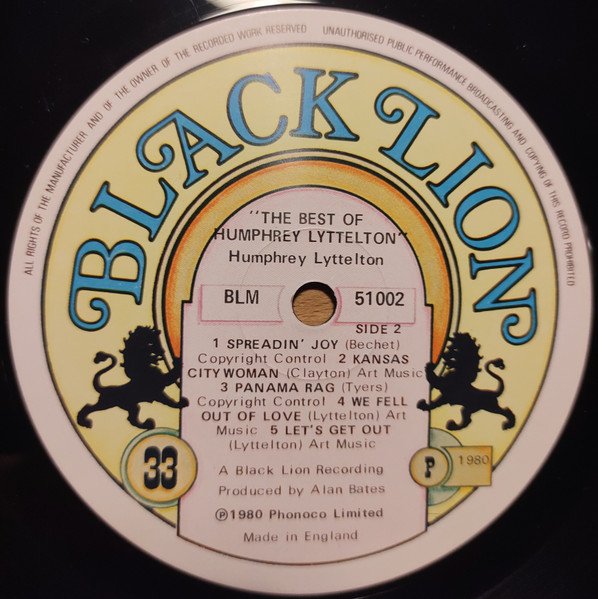 ALL RIGHTS OF THE MANUFACTURER AND OF THE OWNER OF THE RECORDED WORK RESERVED    UNAUTHORISED PUBLIC PERFORMANCE BROADCASTING AND COPYING OF THIS RECORD PROHIBITED
BLACK LION
"THE BEST OF
HUMPHREY LYTTELTON"
Humphrey Lyttelton
BLM 51002
SIDE 2
1 SPREADIN' JOY (Bechet)
Copyright Control 2 KANSAS
CITY WOMAN (Clayton) Art Music
3 PANAMA RAG (Tyers)
Copyright Control 4 WE FELL
OUT OF LOVE (Lyttelton) Art
Music 5 LET'S GET OUT
(Lyttelton) Art Music
33
P 1980
A Black Lion Recording
Produced by Alan Bates
℗1980 Phonoco Limited
Made in England